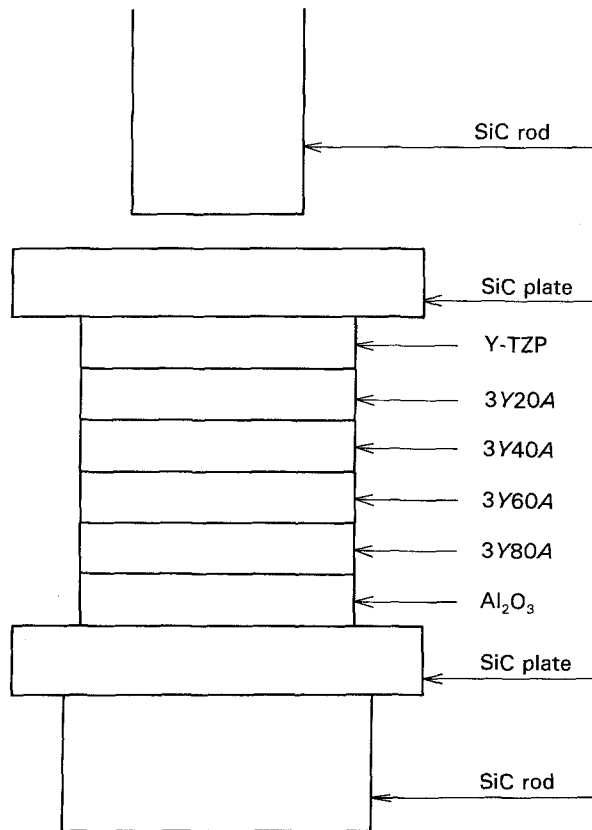 SiC rod
SiC plate
Y-TZP
3Y20A
3Y40A
3Y60A
3Y80A
Al₂O₃
SiC plate
SiC rod